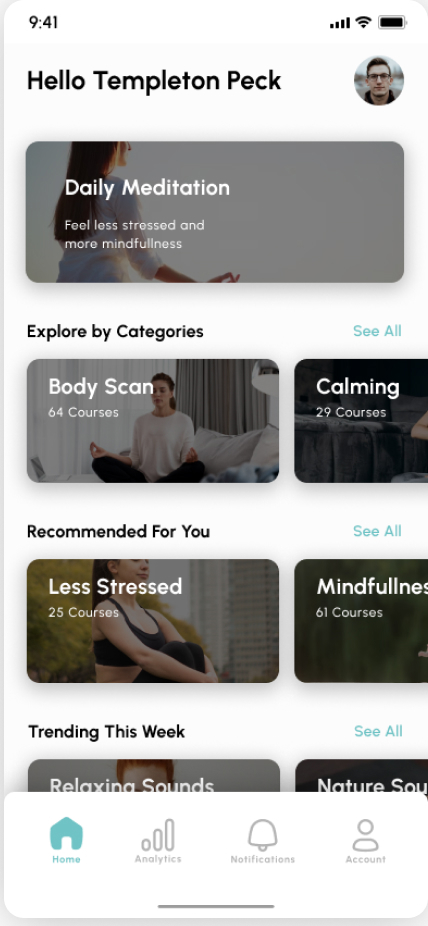 9:41
Hello Templeton Peck
Daily Meditation
Feel less stressed and
more mindfullness
Explore by Categories
See All
Body Scan
64 Courses
Calming
29 Courses
Recommended For You
See All
Less Stressed
25 Courses
Mindfullnes
61 Courses
Trending This Week
See All
Relaxing Sounds
Nature Sou
Home
Analytics
Notifications
Account